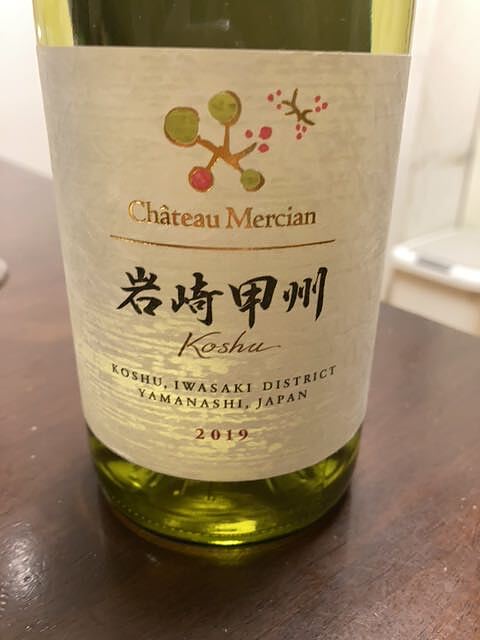 Château Mercian
岩崎甲州
Koshu
KOSHU, IWASAKI DISTRICT
YAMANASHI, JAPAN
2019